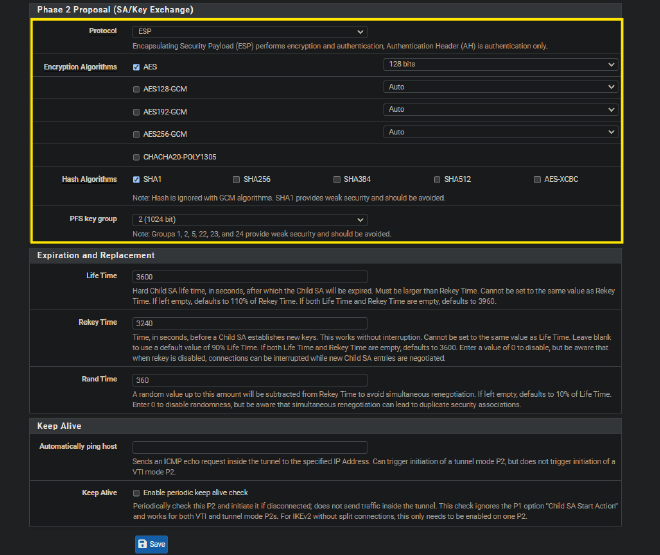 Phase 2 Proposal (SA/Key Exchange)
Protocol
ESP
Encapsulating Security Payload (ESP) performs encryption and authentication, Authentication Header (AH) is authentication only.
Encryption Algorithms
AES
128 bits
AES128-GCM
Auto
AES192-GCM
Auto
AES256-GCM
Auto
CHACHA20-POLY1305
Hash Algorithms
SHA1
SHA256
SHA384
SHA512
AES-XCBC
Note: Hash is ignored with GCM algorithms. SHA1 provides weak security and should be avoided.
PFS key group
2 (1024 bit)
Note: Groups 1, 2, 5, 22, 23, and 24 provide weak security and should be avoided.
Expiration and Replacement
Life Time
3600
Hard Child SA life time, in seconds, after which the Child SA will be expired. Must be larger than Rekey Time. Cannot be set to the same value as Rekey
Time. If left empty, defaults to 110% of Rekey Time. If both Life Time and Rekey Time are empty, defaults to 3960.
Rekey Time
3240
Time, in seconds, before a Child SA establishes new keys. This works without interruption. Cannot be set to the same value as Life Time. Leave blank
to use a default value of 90% Life Time. If both Life Time and Rekey Time are empty, defaults to 3600. Enter a value of 0 to disable, but be aware that
when rekey is disabled, connections can be interrupted while new Child SA entries are negotiated.
Rand Time
360
A random value up to this amount will be subtracted from Rekey Time to avoid simultaneous renegotiation. If left empty, defaults to 10% of Life Time.
Enter 0 to disable randomness, but be aware that simultaneous renegotiation can lead to duplicate security associations.
Keep Alive
Automatically ping host
Sends an ICMP echo request inside the tunnel to the specified IP Address. Can trigger initiation of a tunnel mode P2, but does not trigger initiation of a
VTI mode P2.
Keep Alive
Enable periodic keep alive check
Periodically check this P2 and initiate it if disconnected; does not send traffic inside the tunnel. This check ignores the P1 option "Child SA Start Action"
and works for both VTI and tunnel mode P2s. For IKEv2 without split connections, this only needs to be enabled on one P2.
Save